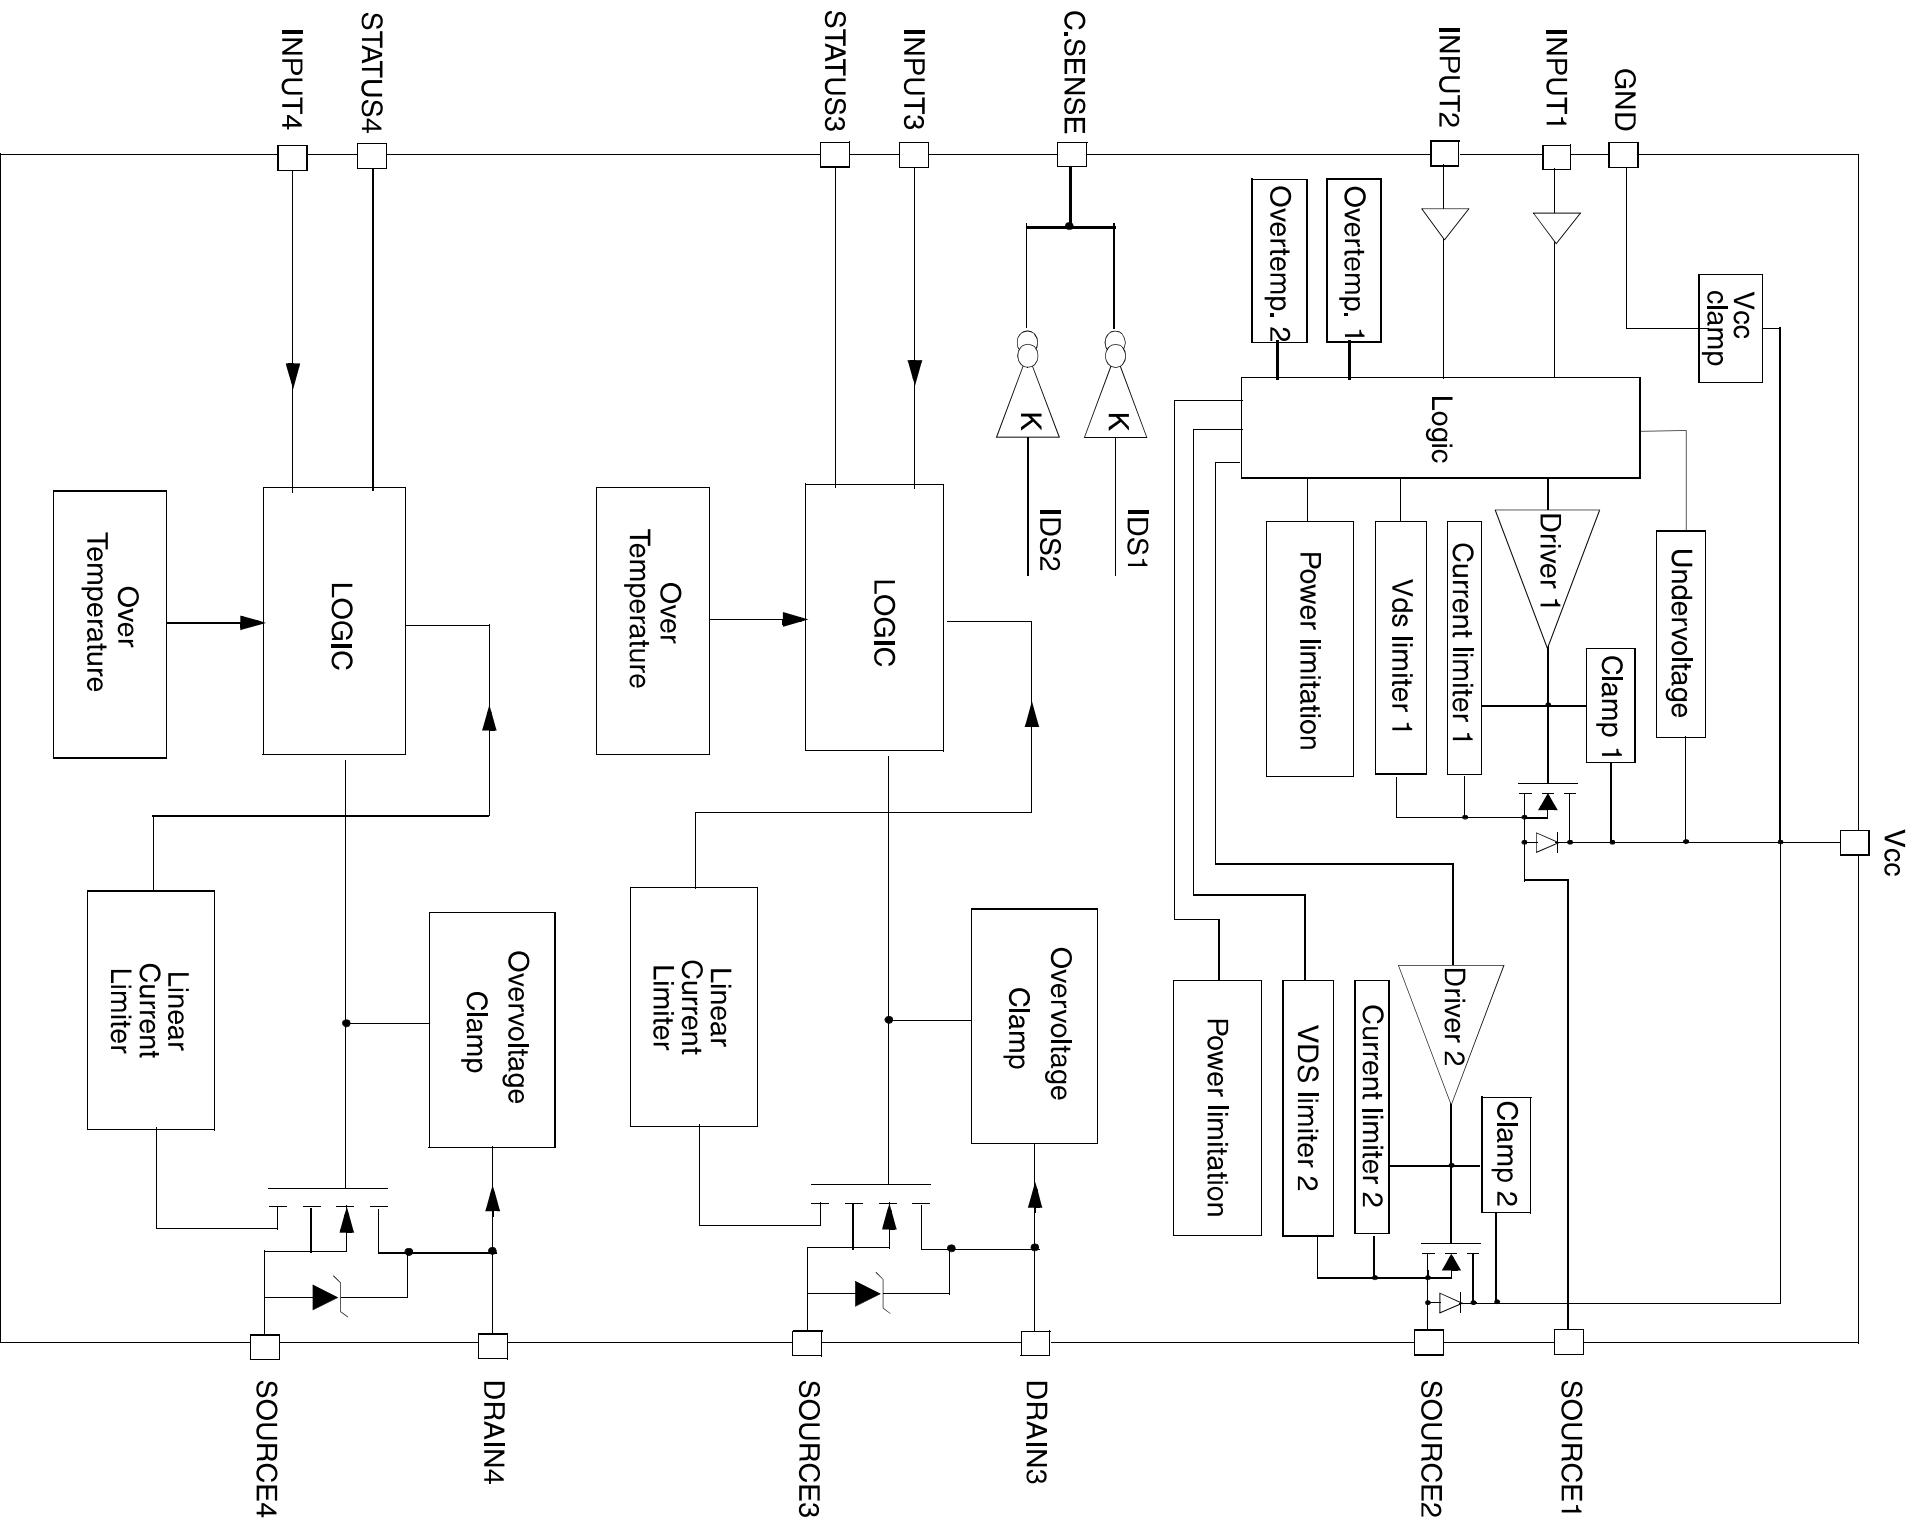 Vcc
GND
INPUT1
INPUT2
C.SENSE
INPUT3
STATUS3
STATUS4
INPUT4
Vcc
clamp
Overtemp. 1
Overtemp. 2
Logic
Undervoltage
Driver 1
Clamp 1
Current limiter 1
Vds limiter 1
Power limitation
Driver 2
Clamp 2
Current limiter 2
VDS limiter 2
Power limitation
K
K
IDS1
IDS2
LOGIC
Over
Temperature
Overvoltage
Clamp
Linear
Current
Limiter
LOGIC
Over
Temperature
Overvoltage
Clamp
Linear
Current
Limiter
SOURCE1
SOURCE2
DRAIN3
SOURCE3
DRAIN4
SOURCE4